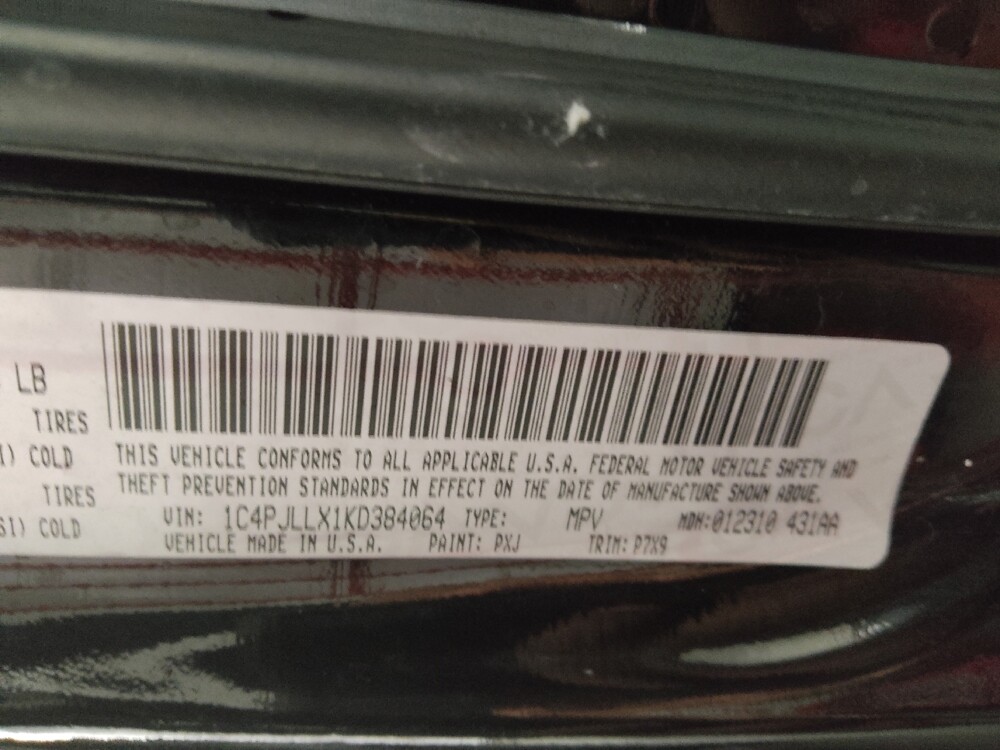 LB
TIRES
I) COLD
TIRES
SI) COLD
THIS VEHICLE CONFORMS TO ALL APPLICABLE U.S.A. FEDERAL MOTOR VEHICLE SAFETY AND
THEFT PREVENTION STANDARDS IN EFFECT ON THE DATE OF MANUFACTURE SHOWN ABOVE.
VIN: 1C4PJLLX1KD384064 TYPE: MPV MDH:012310 431AA
VEHICLE MADE IN U.S.A. PAINT: PXJ TRIM: P7X9